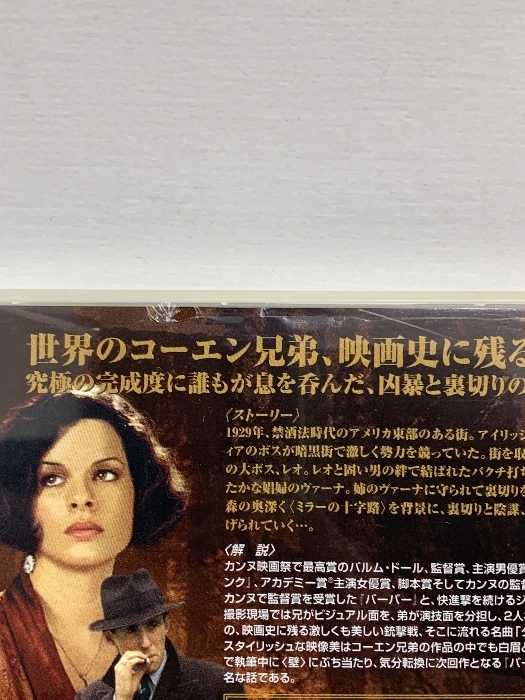 世界のコーエン兄弟、映画史に残る
究極の完成度に誰もが息を呑んだ、凶暴と裏切りの
〈ストーリー〉
1929年、禁酒法時代のアメリカ東部のある街。アイリッシ
ィアのボスが暗黒街で激しく勢力を競っていた。街を収
の大ボス、レオ。レオと固い男の絆で結ばれたバクチ打
たかな娼婦のヴァーナ。姉のヴァーナに守られて裏切りを
森の奥深く〈ミラーの十字路〉を背景に、裏切りと陰謀、
げられていく…。
〈解 説〉
カンヌ映画祭で最高賞のパルム・ドール、監督賞、主演男優賞
ンク』、アカデミー賞®主演女優賞、脚本賞そしてカンヌの監督
カンヌで監督賞を受賞した『バーバー』と、快進撃を続けるジ
撮影現場では兄がビジュアル面を、弟が演技面を分担し、2人
の、映画史に残る激しくも美しい銃撃戦、そこに流れる名曲「
スタイリッシュな映像美はコーエン兄弟の作品の中でも白眉と
で執筆中に〈壁〉にぶち当たり、気分転換に次回作となる『バー
名な話である。